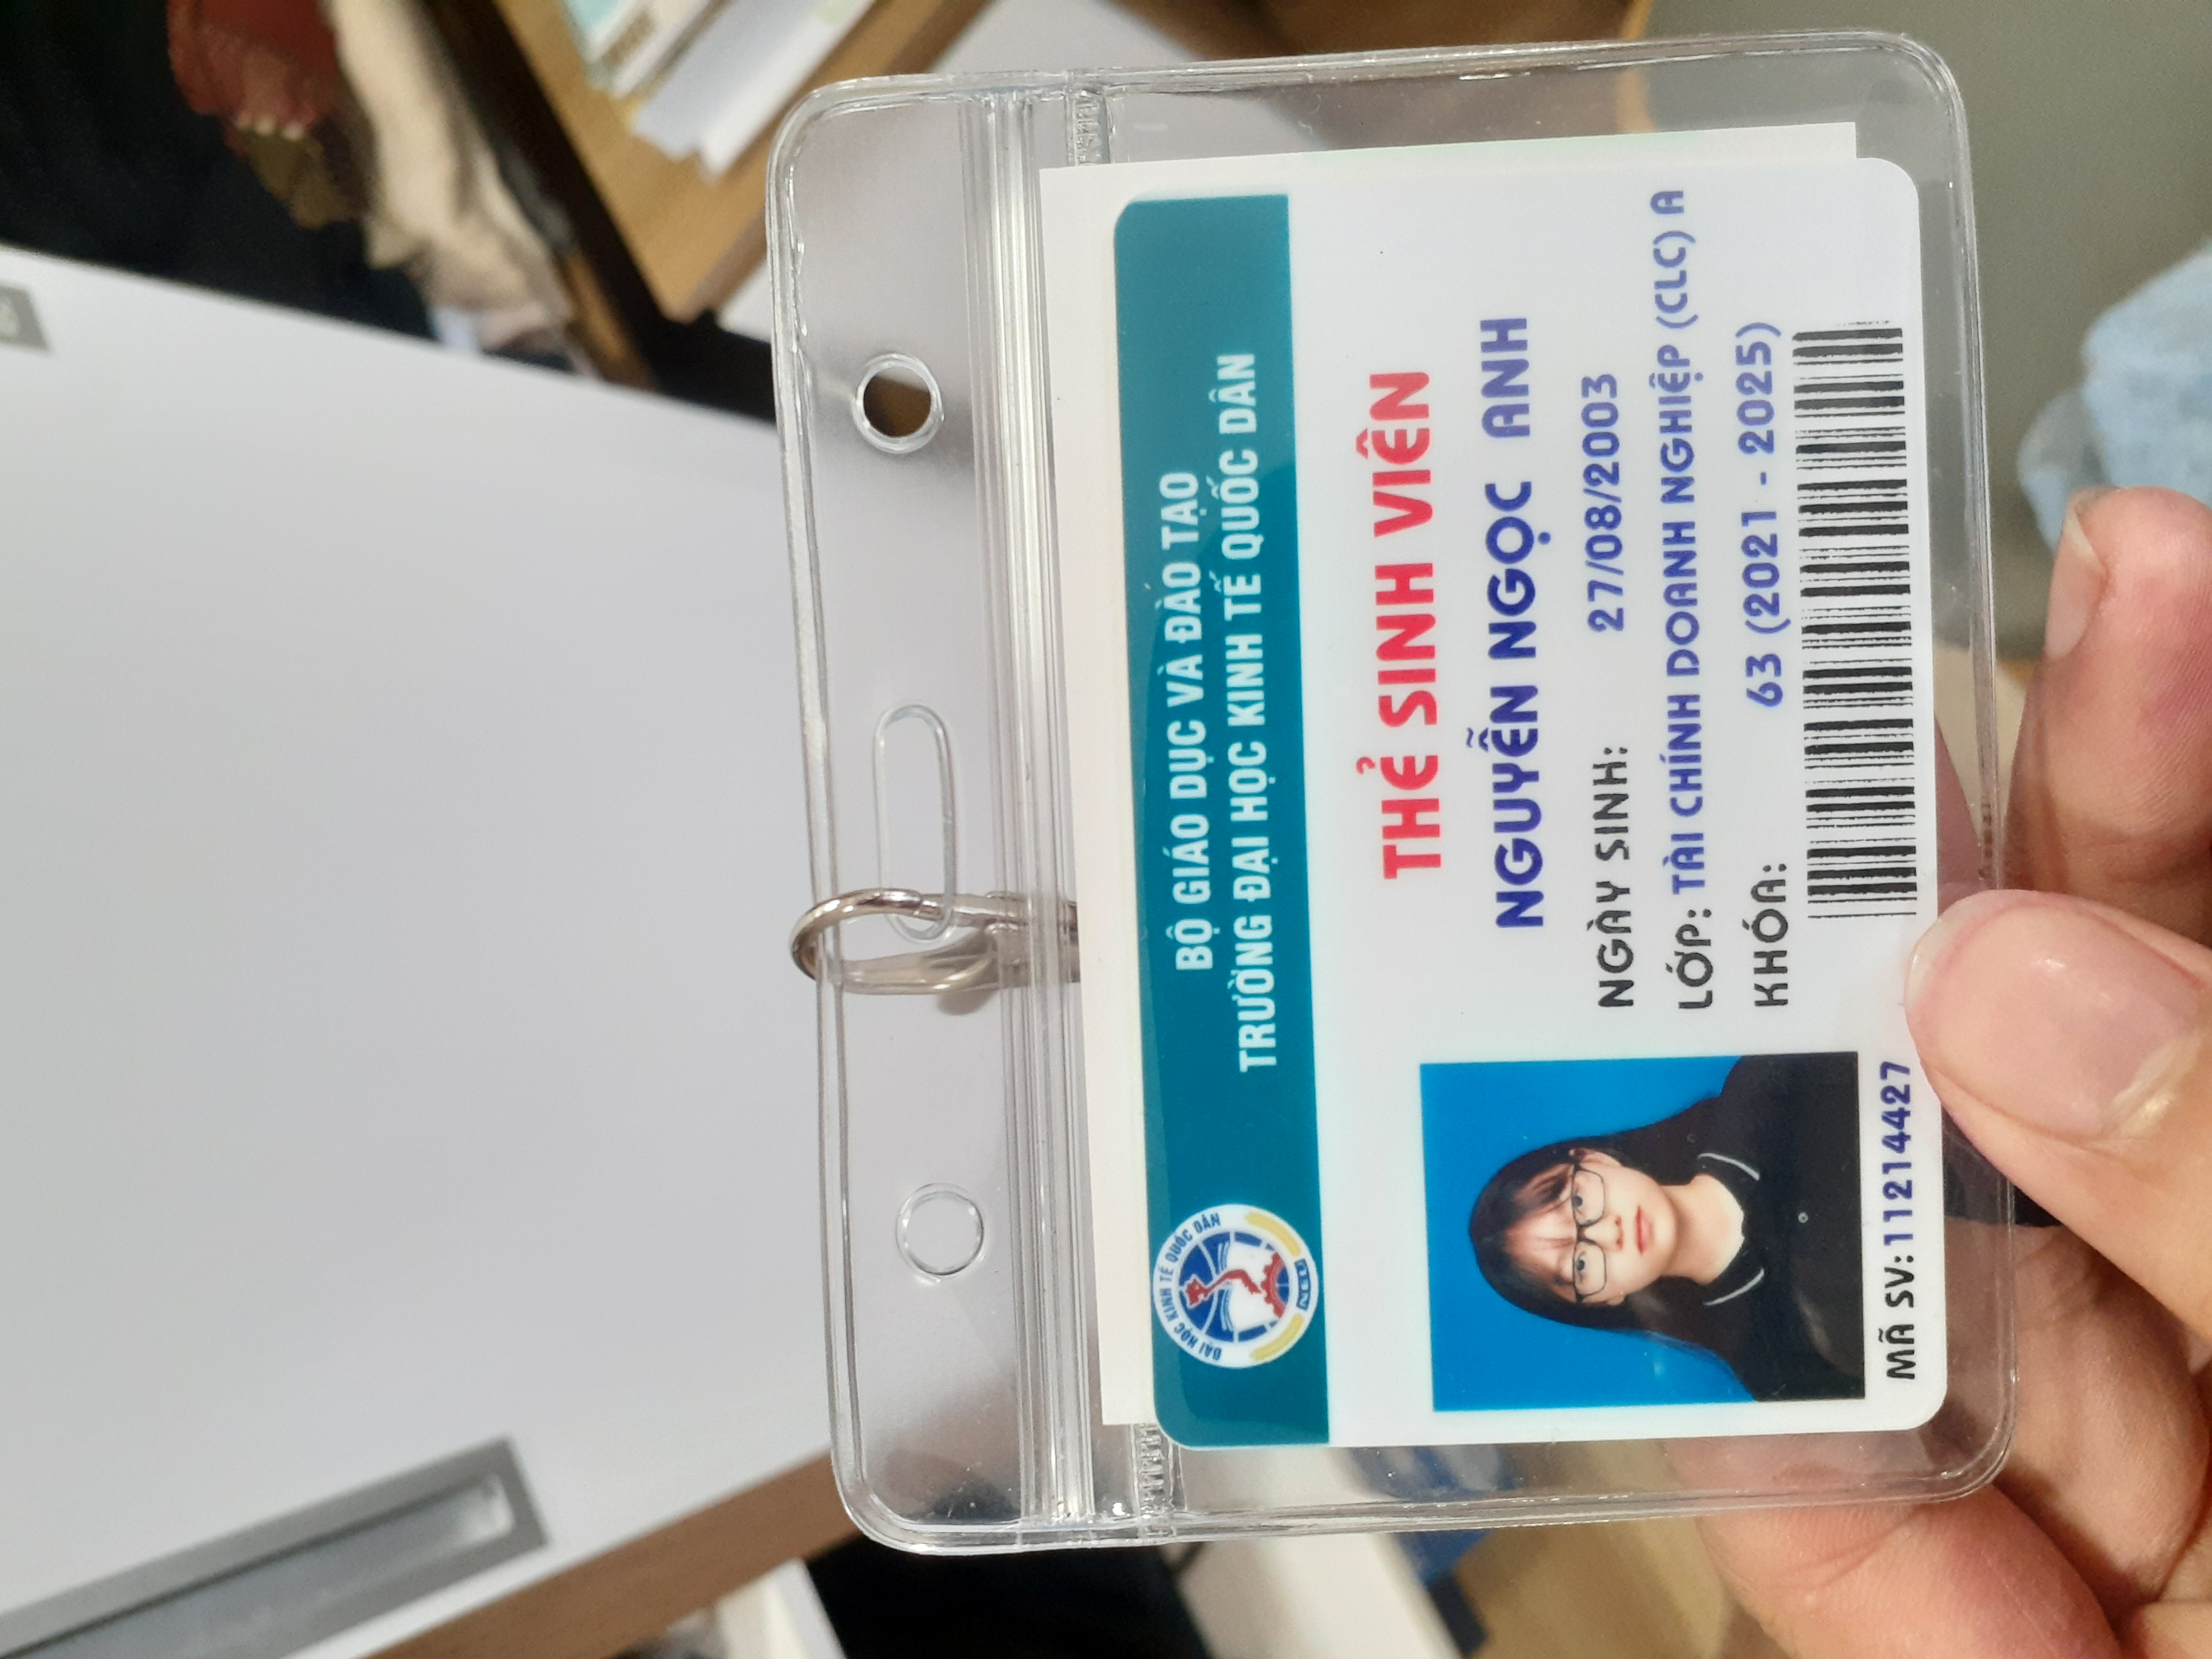 ĐẠI HỌC KINH TẾ QUỐC DÂN
NEU
BỘ GIÁO DỤC VÀ ĐÀO TẠO
TRƯỜNG ĐẠI HỌC KINH TẾ QUỐC DÂN
THẺ SINH VIÊN
NGUYỄN NGỌC ANH
NGÀY SINH: 27/08/2003
LỚP: TÀI CHÍNH DOANH NGHIỆP (CLC) A
KHÓA: 63 (2021 - 2025)
MÃ SV: 11214427